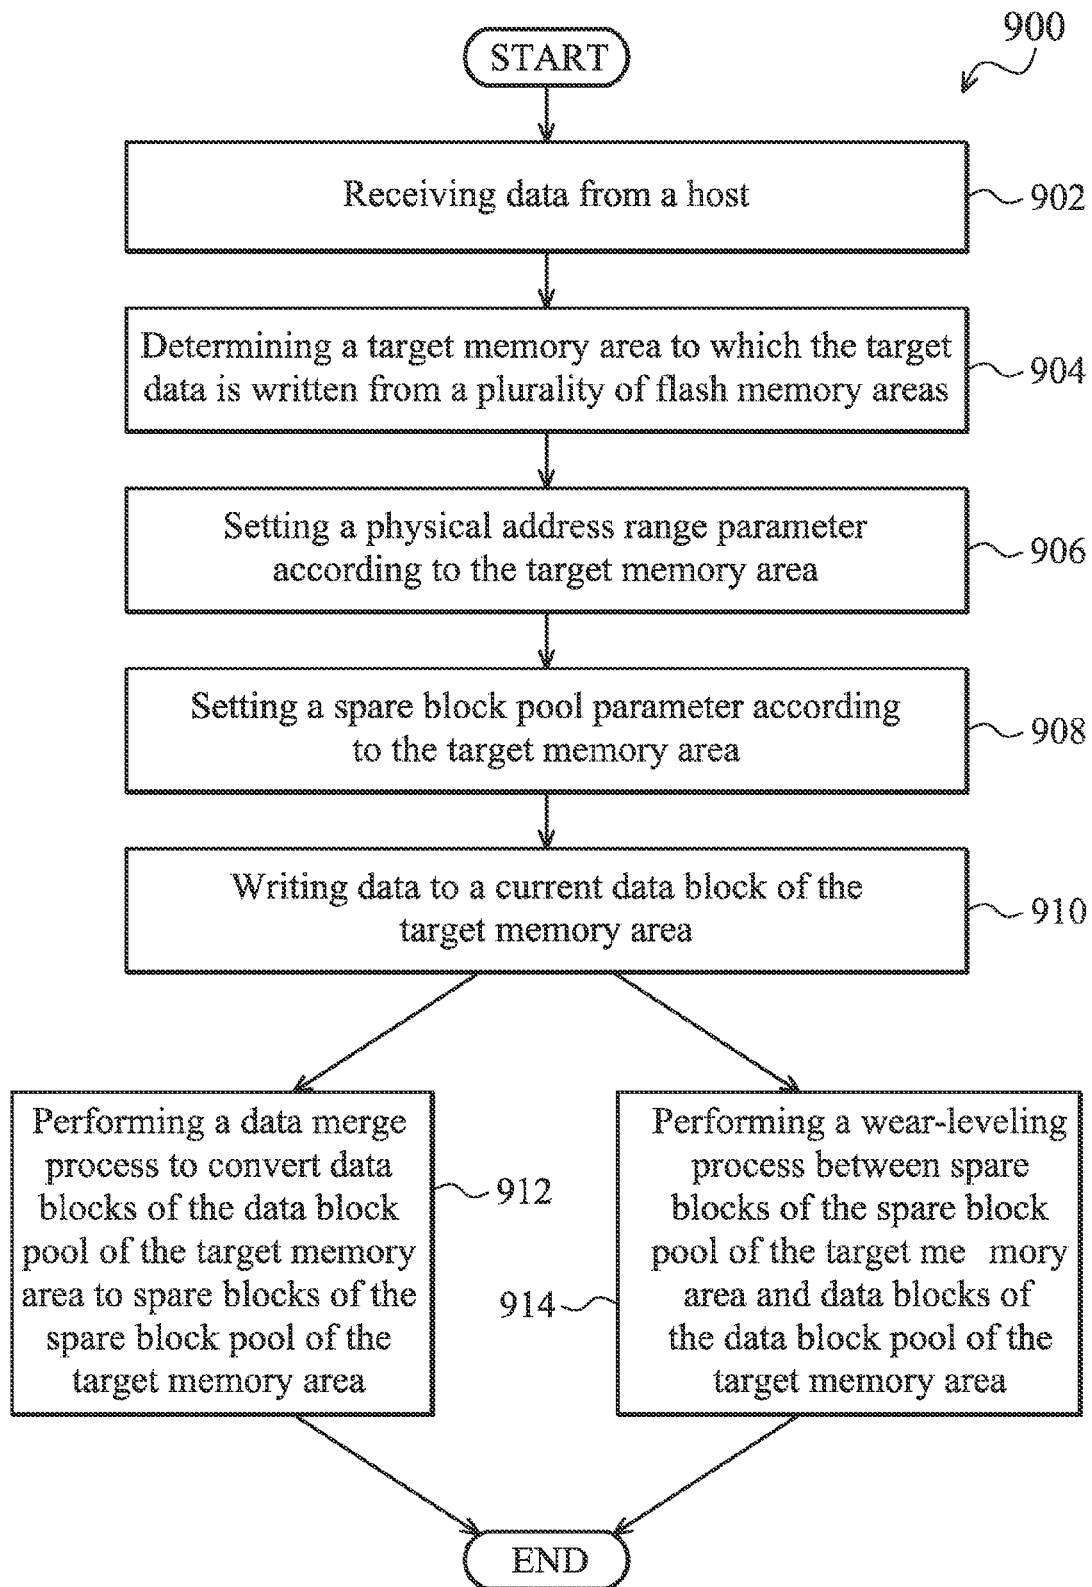 900
START
Receiving data from a host
902
Determining a target memory area to which the target
data is written from a plurality of flash memory areas
904
Setting a physical address range parameter
according to the target memory area
906
Setting a spare block pool parameter according
to the target memory area
908
Writing data to a current data block of the
target memory area
910
Performing a data merge
process to convert data
blocks of the data block
pool of the target memory
area to spare blocks of the
spare block pool of the
target memory area
912
Performing a wear-leveling
process between spare
blocks of the spare block
pool of the target me mory
area and data blocks of
the data block pool of the
target memory area
914
END